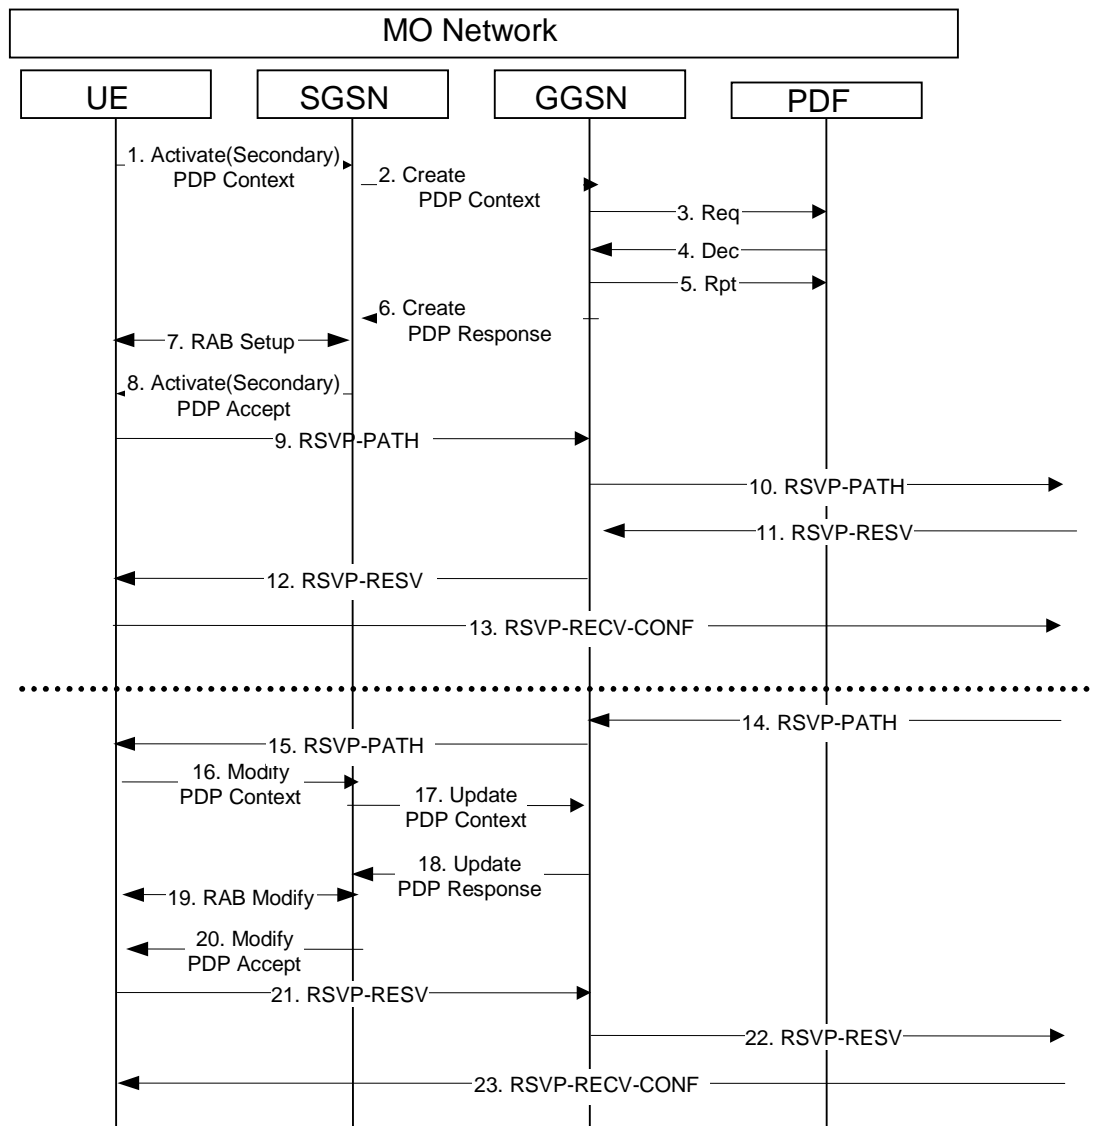 MO Network
UE
SGSN
GGSN
PDF
1. Activate(Secondary)
PDP Context
2. Create
PDP Context
3. Req
4. Dec
5. Rpt
6. Create
PDP Response
7. RAB Setup
8. Activate(Secondary)
PDP Accept
9. RSVP-PATH
10. RSVP-PATH
11. RSVP-RESV
12. RSVP-RESV
13. RSVP-RECV-CONF
14. RSVP-PATH
15. RSVP-PATH
16. Modify
PDP Context
17. Update
PDP Context
18. Update
PDP Response
19. RAB Modify
20. Modify
PDP Accept
21. RSVP-RESV
22. RSVP-RESV
23. RSVP-RECV-CONF